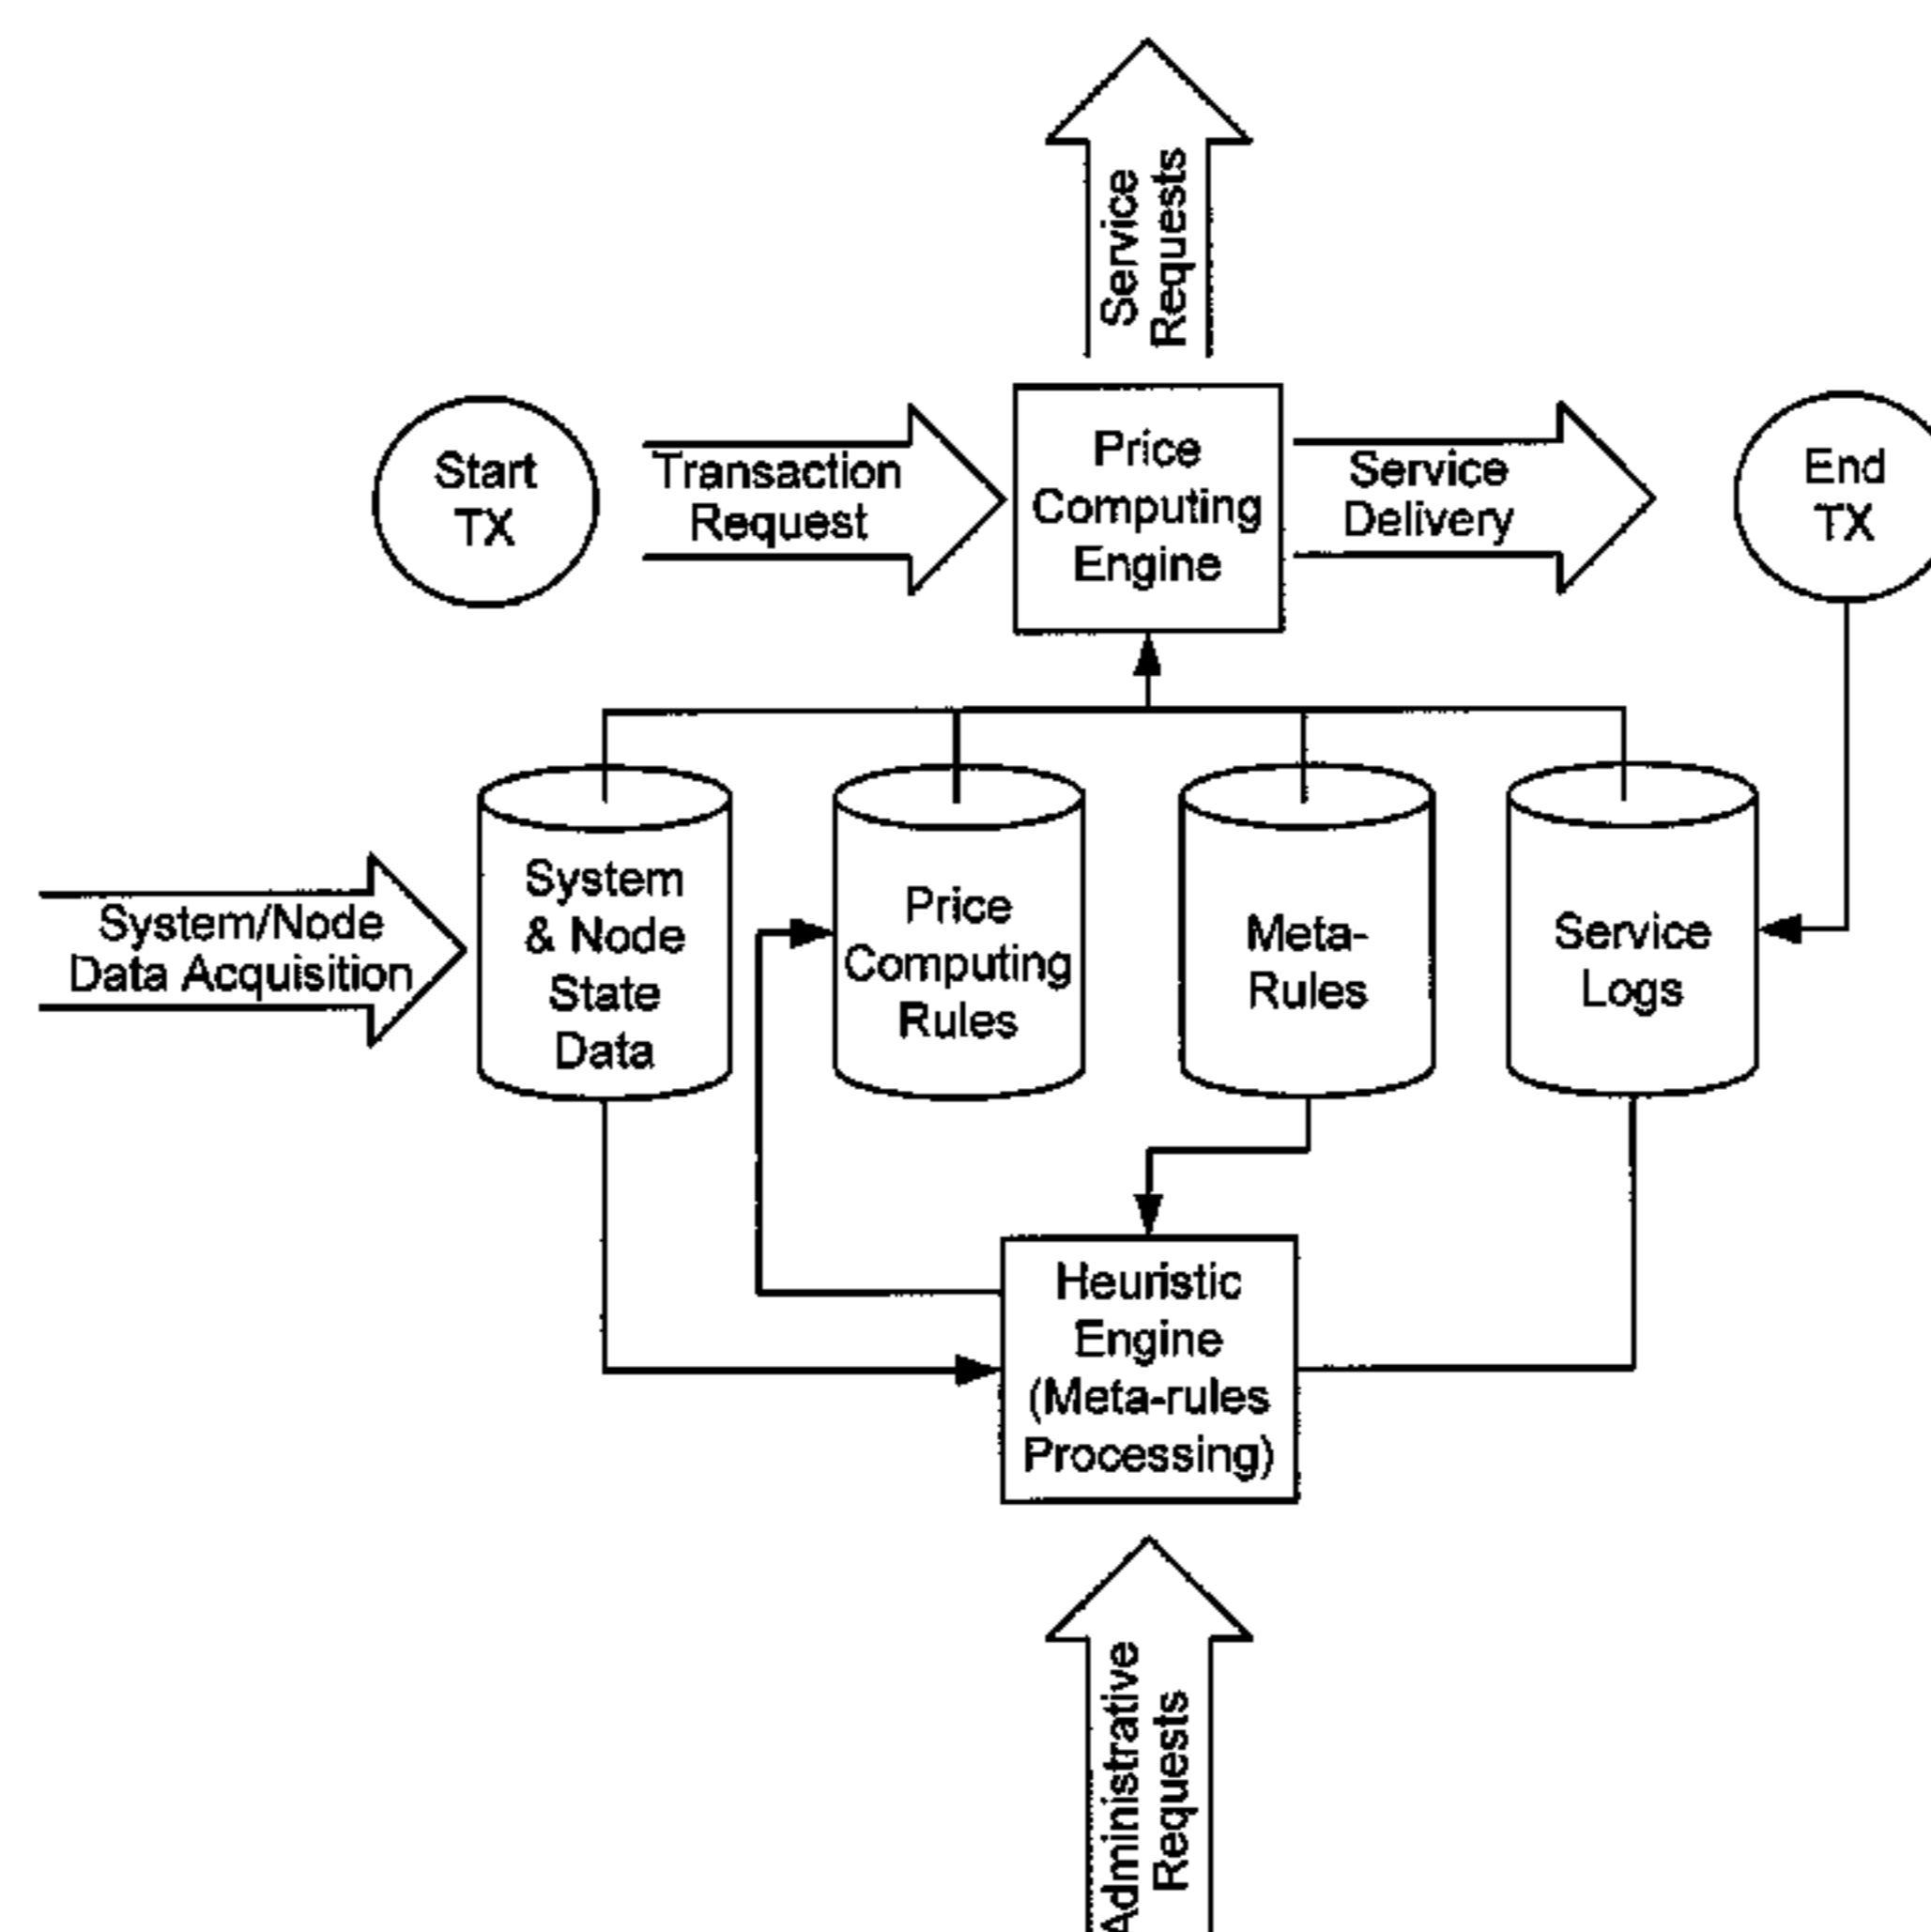 Service
Requests
Start
TX
Transaction
Request
Price
Computing
Engine
Service
Delivery
End
TX
System/Node
Data Acquisition
System
& Node
State
Data
Price
Computing
Rules
Meta-
Rules
Service
Logs
Heuristic
Engine
(Meta-rules
Processing)
Administrative
Requests